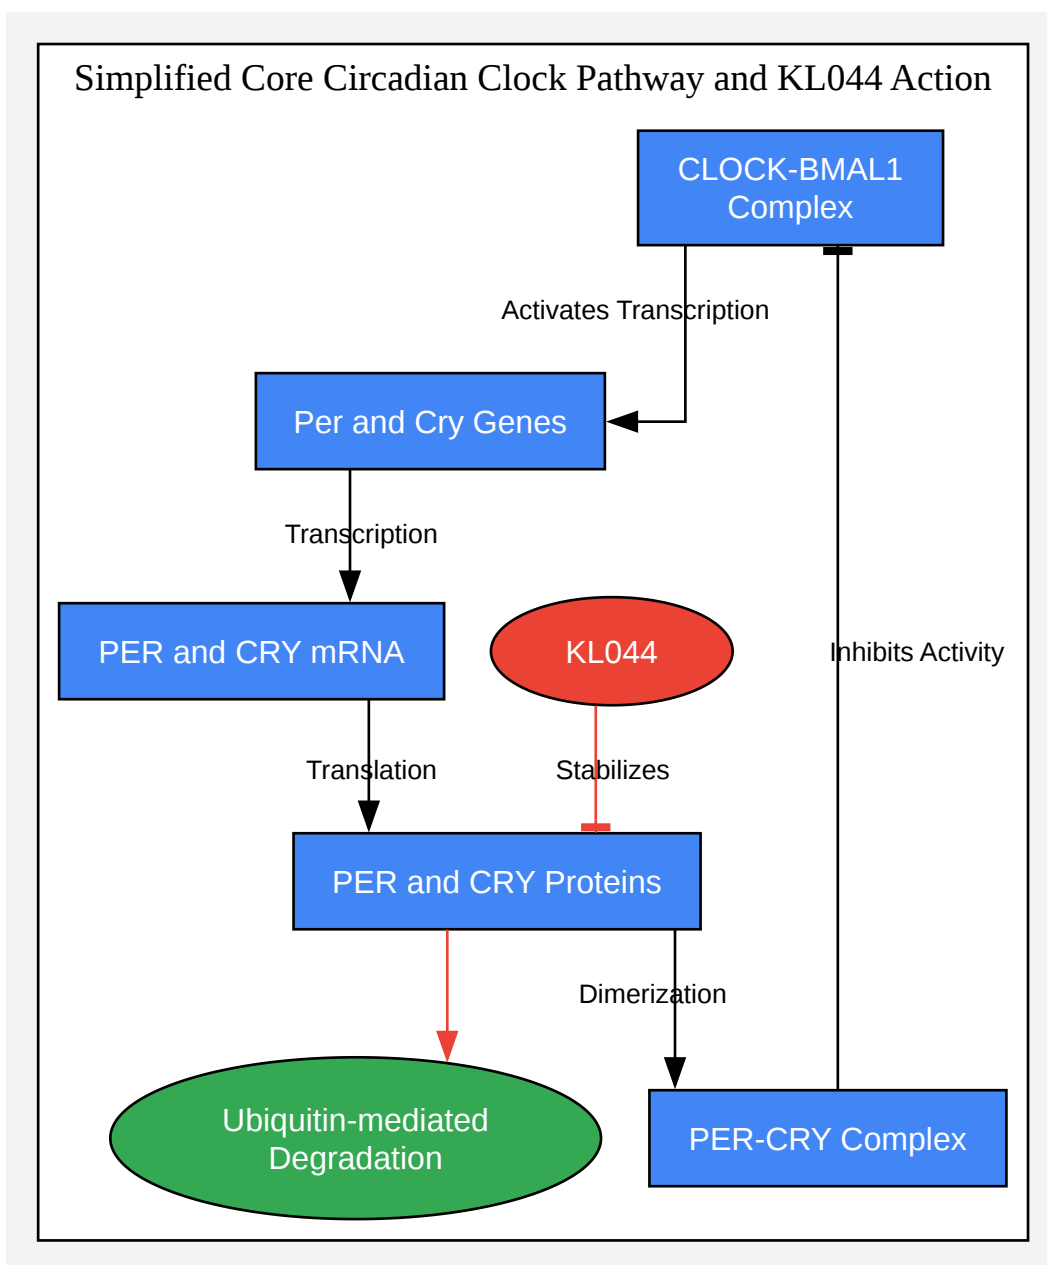 Simplified Core Circadian Clock Pathway and KL044 Action
CLOCK-BMAL1
Complex
Activates Transcription
Per and Cry Genes
Transcription
PER and CRY mRNA
KL044
Inhibits Activity
Translation
Stabilizes
PER and CRY Proteins
Dimerization
Ubiquitin-mediated
Degradation
PER-CRY Complex